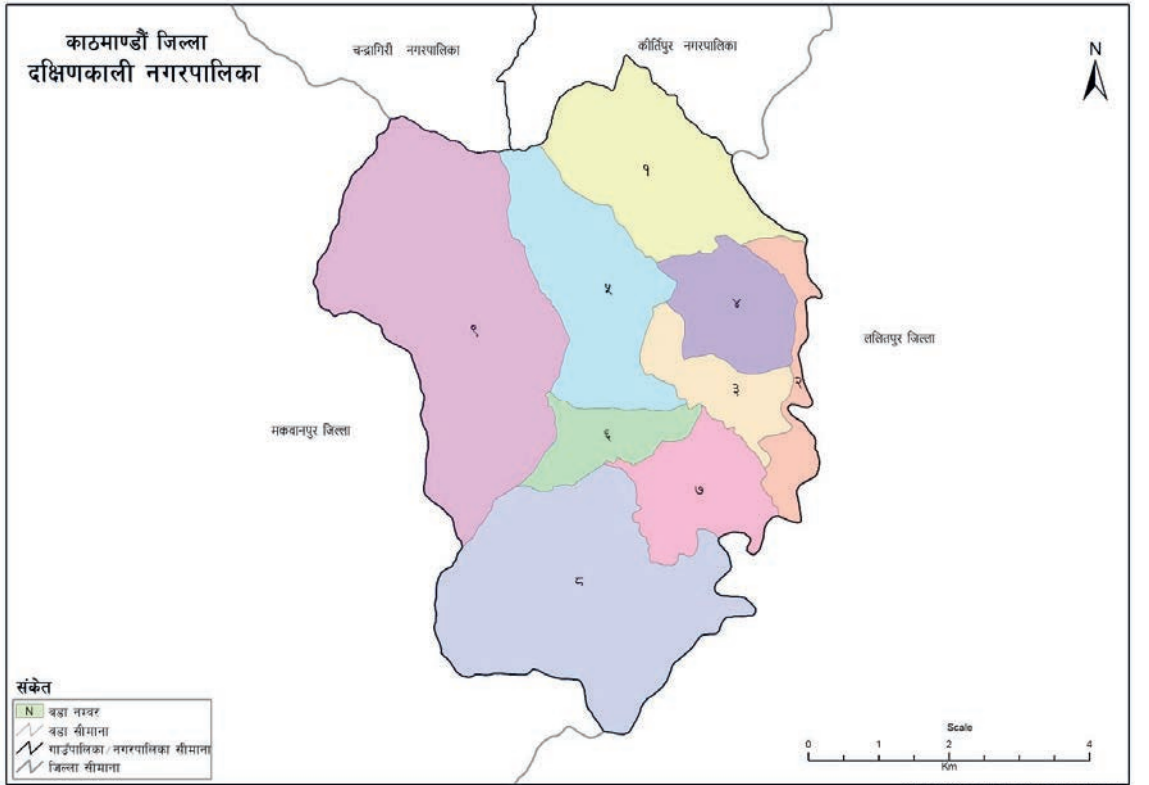 काठमाण्डौं जिल्ला
दक्षिणकाली नगरपालिका
चन्द्रागिरी नगरपालिका
कीर्तिपुर नगरपालिका
N
१
५
४
९
ललितपुर जिल्ला
३
२
मकवानपुर जिल्ला
६
७
८
संकेत
N वडा नम्वर
वडा सीमाना
गाउँपालिका/नगरपालिका सीमाना
जिल्ला सीमाना
Scale
0 1 2 4
Km